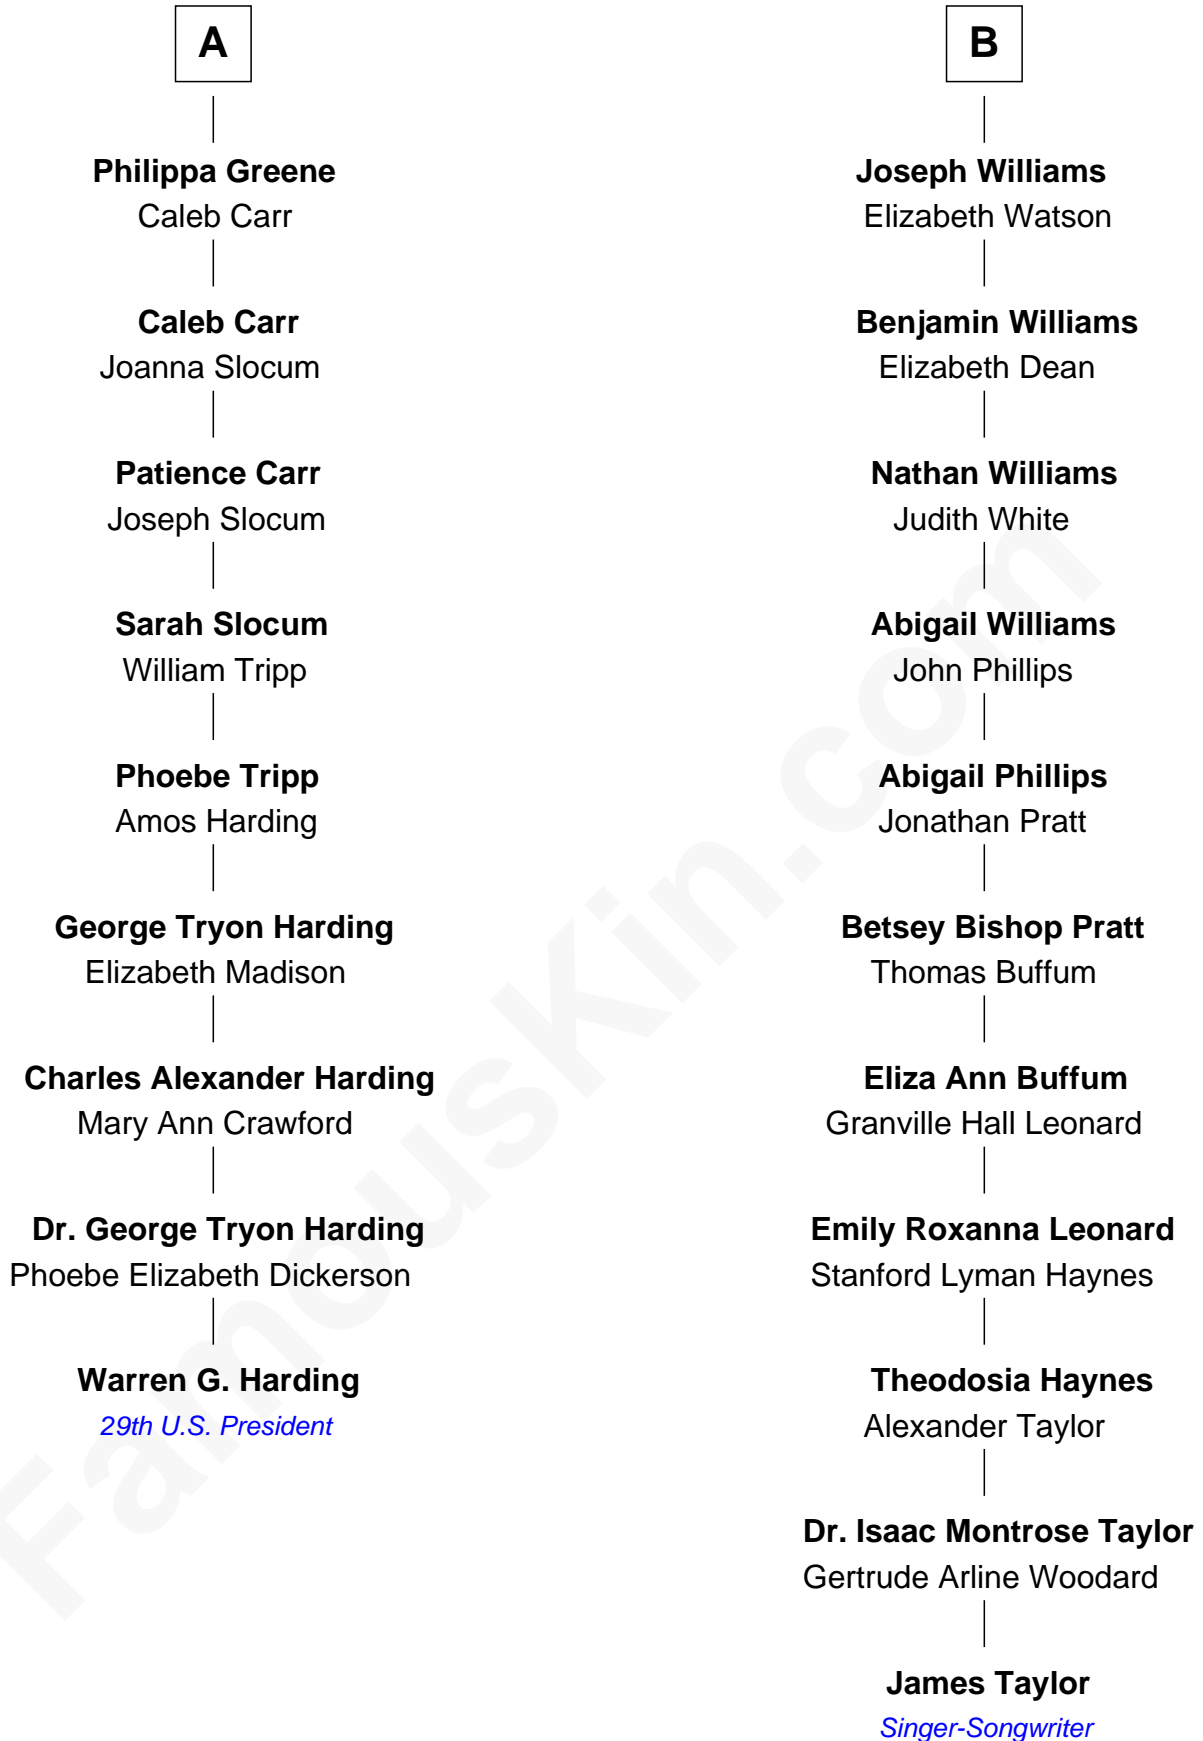 A
Philippa Greene
Caleb Carr
Caleb Carr
Joanna Slocum
Patience Carr
Joseph Slocum
Sarah Slocum
William Tripp
Phoebe Tripp
Amos Harding
George Tryon Harding
Elizabeth Madison
Charles Alexander Harding
Mary Ann Crawford
Dr. George Tryon Harding
Phoebe Elizabeth Dickerson
Warren G. Harding
29th U.S. President
B
Joseph Williams
Elizabeth Watson
Benjamin Williams
Elizabeth Dean
Nathan Williams
Judith White
Abigail Williams
John Phillips
Abigail Phillips
Jonathan Pratt
Betsey Bishop Pratt
Thomas Buffum
Eliza Ann Buffum
Granville Hall Leonard
Emily Roxanna Leonard
Stanford Lyman Haynes
Theodosia Haynes
Alexander Taylor
Dr. Isaac Montrose Taylor
Gertrude Arline Woodard
James Taylor
Singer-Songwriter
FamousKin.com